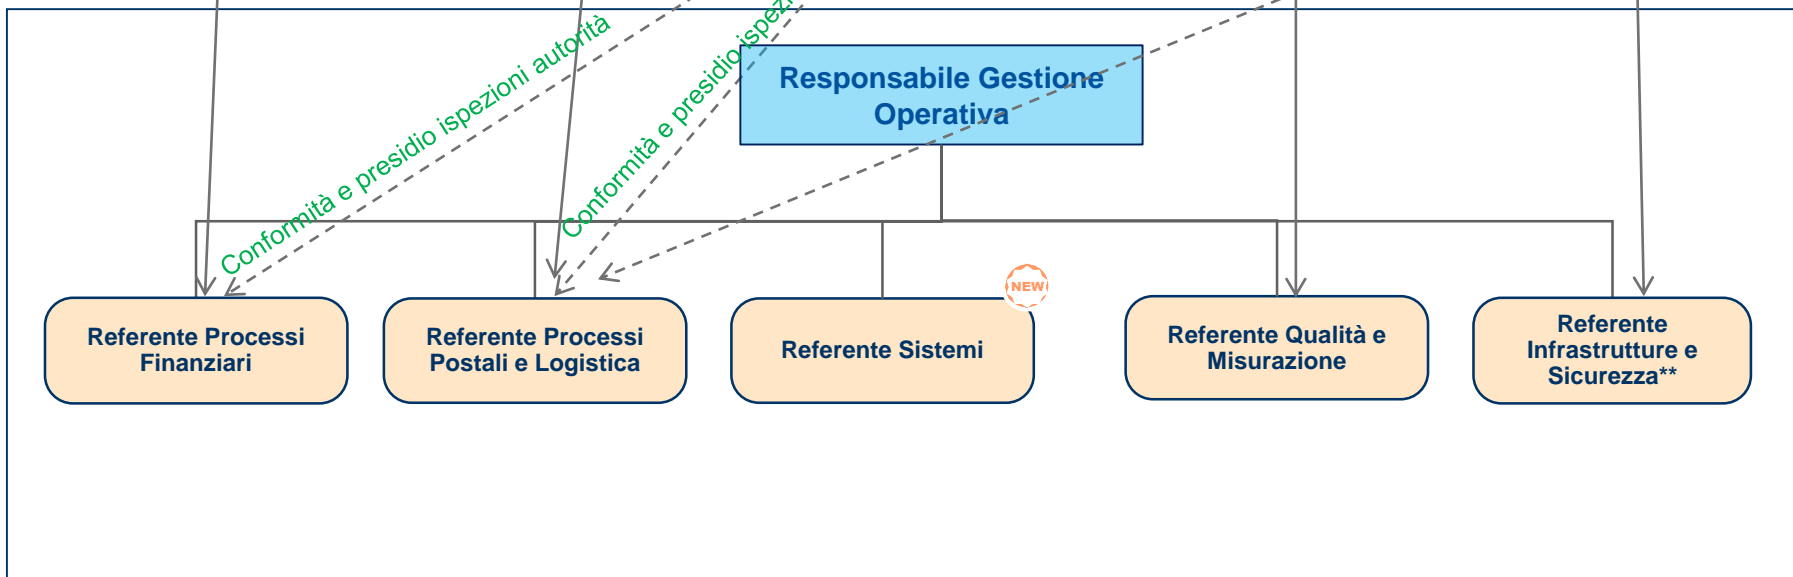 Conformità e presidio ispezioni autorità
Conformità e presidio
Responsabile Gestione
Operativa
NEW
Referente Processi
Finanziari
Referente Processi
Postali e Logistica
Referente Sistemi
Referente Qualità e
Misurazione
Referente
Infrastrutture e
Sicurezza**